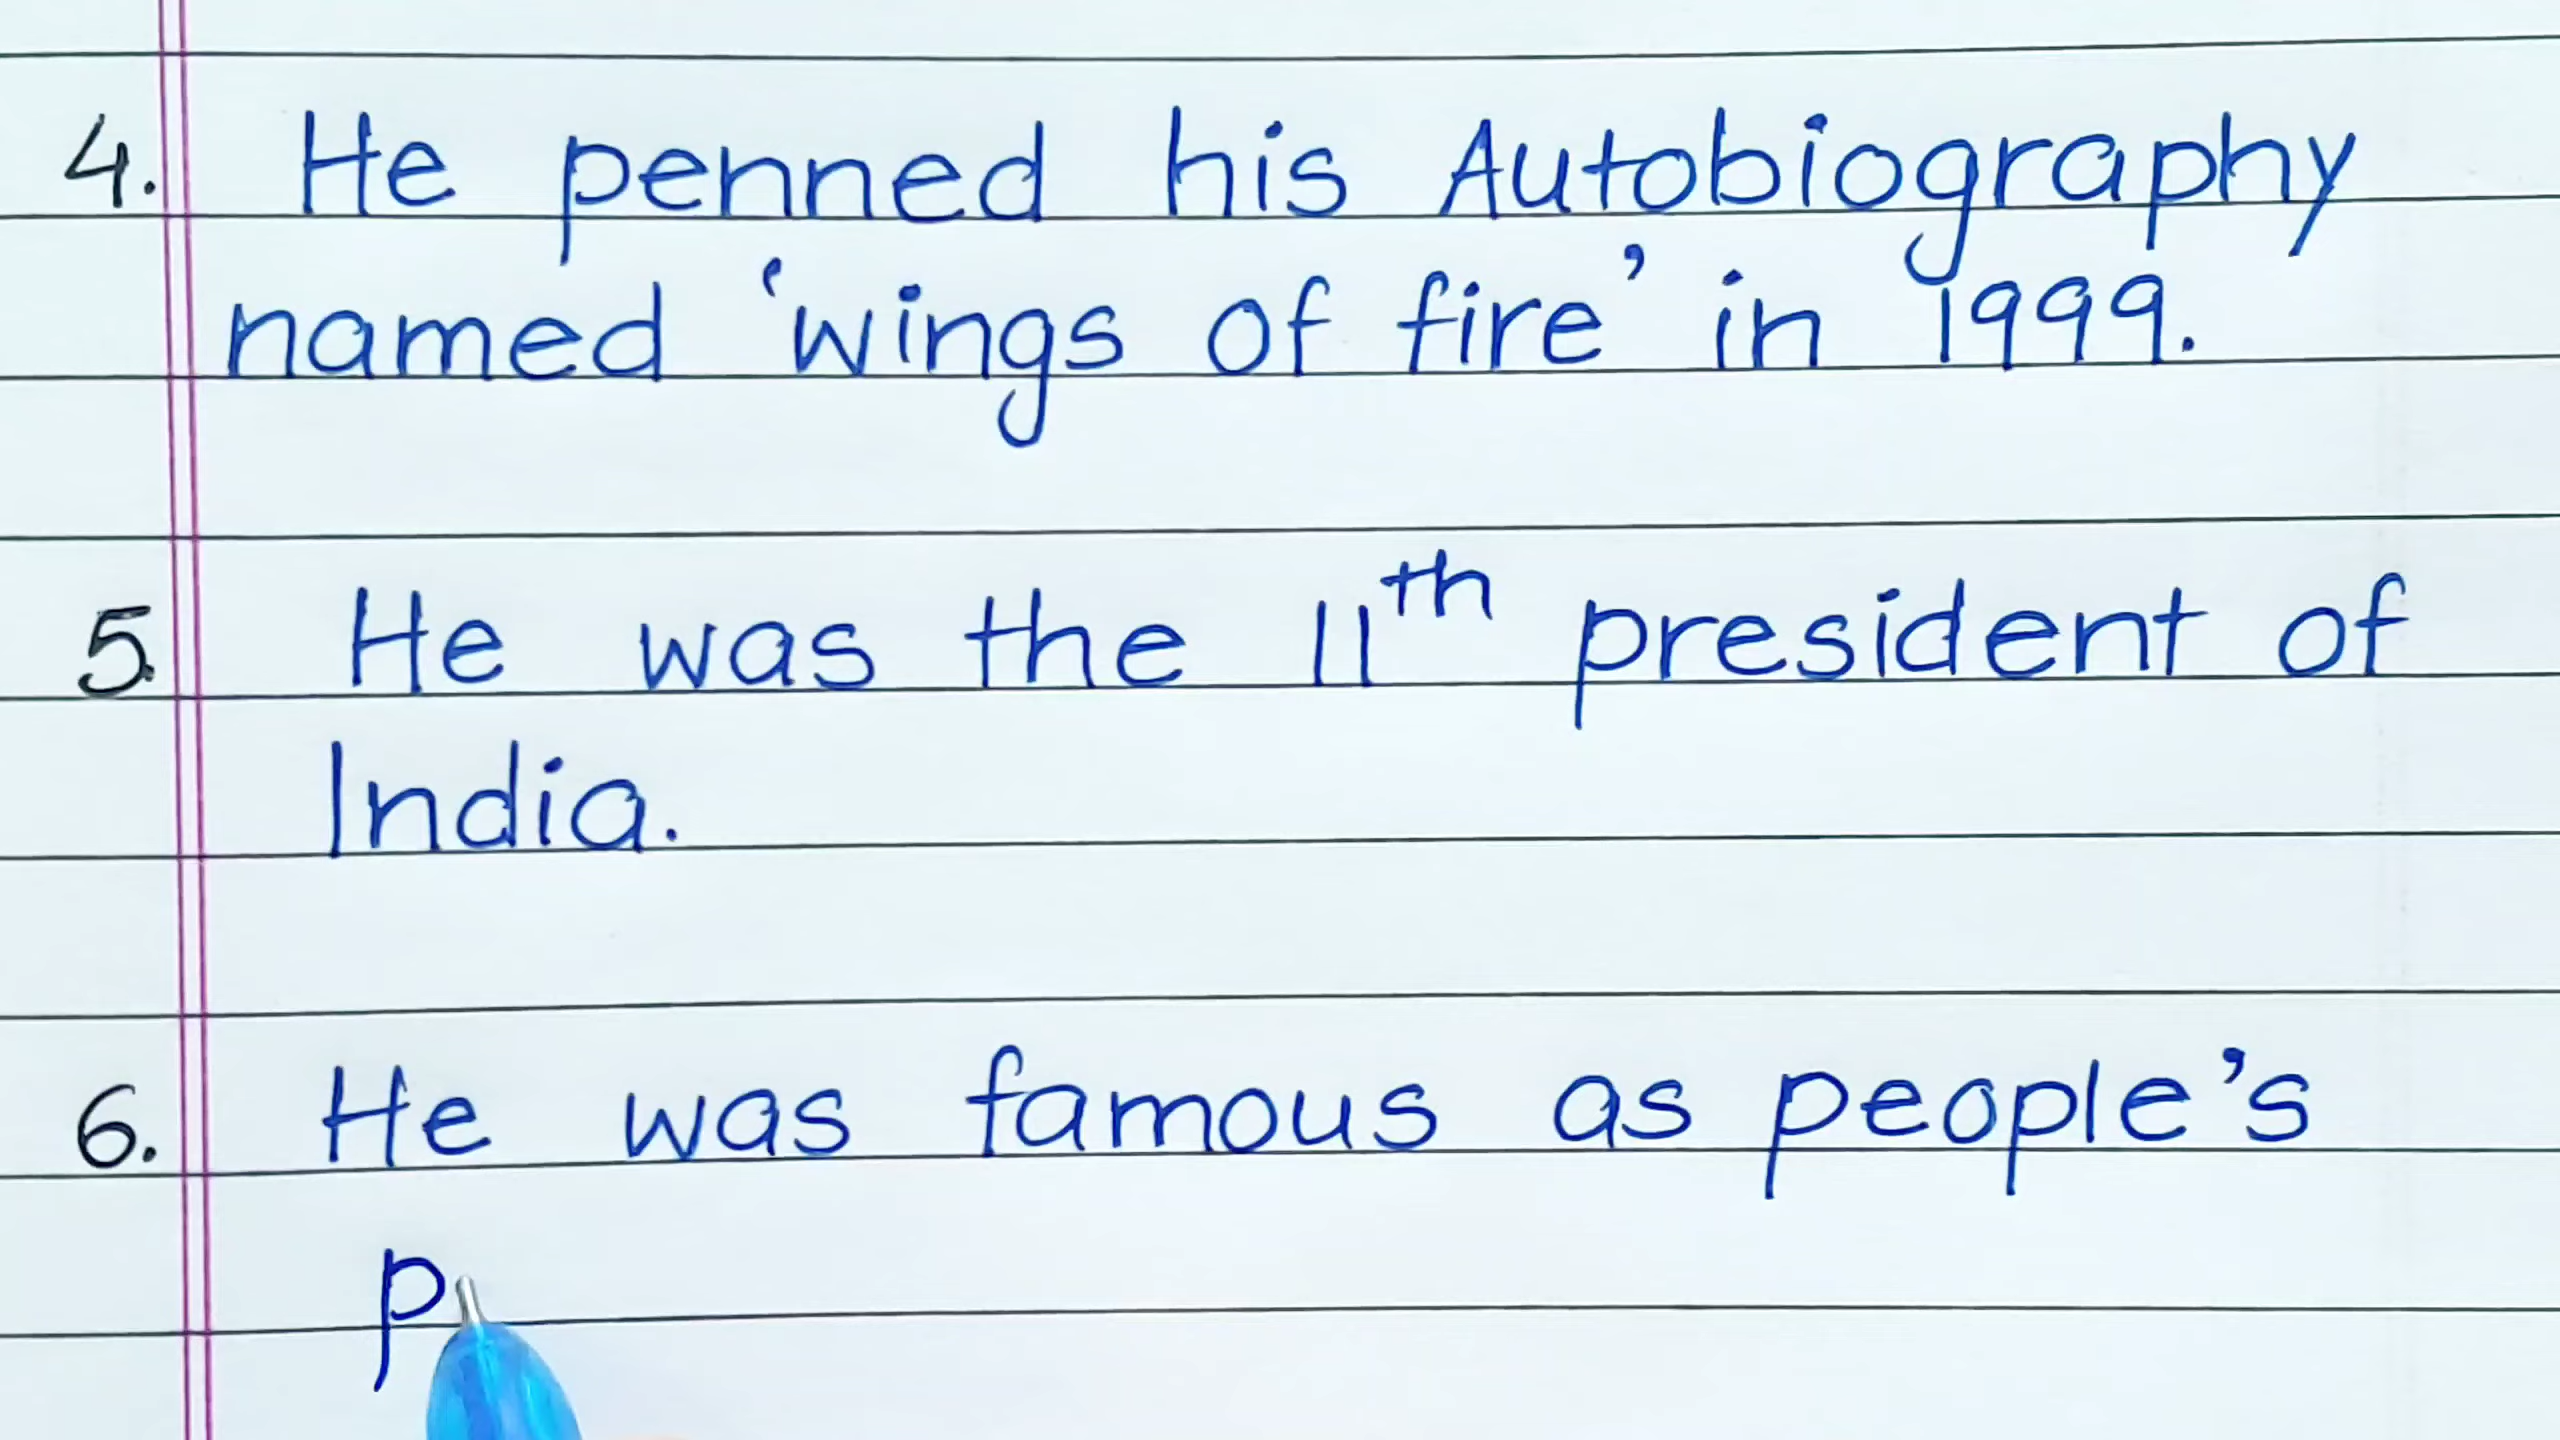 4. He penned his Autobiography
named ‘wings of fire’ in 1999.
5. He was the 11th president of
India.
6. He was famous as people’s
p